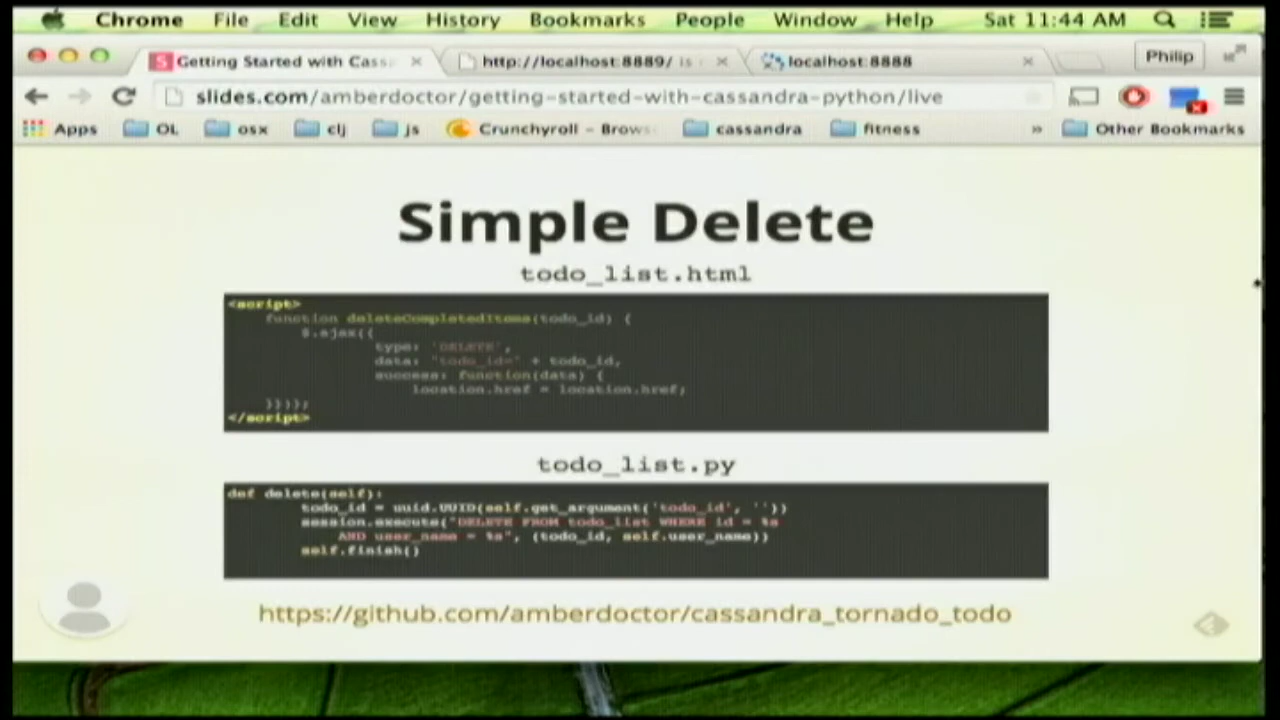 Chrome File Edit View History Bookmarks People Window Help Sat 11:44 AM
Getting Started with Cass http://localhost:8889/ is localhost:8888 Philip
slides.com/amberdoctor/getting-started-with-cassandra-python/live
Apps OL osx clj js Crunchyroll - Brows cassandra fitness » Other Bookmarks
Simple Delete
todo_list.html
<script>
function deleteCompletedItems(todo_id) {
$.ajax({
type: 'DELETE',
data: "todo_id=" + todo_id,
success: function(data) {
location.href = location.href;
}});
</script>
todo_list.py
def delete(self):
todo_id = uuid.UUID(self.get_argument('todo_id', ''))
session.execute("DELETE FROM todo_list WHERE id = %s
AND user_name = %s", (todo_id, self.user_name))
self.finish()
https://github.com/amberdoctor/cassandra_tornado_todo